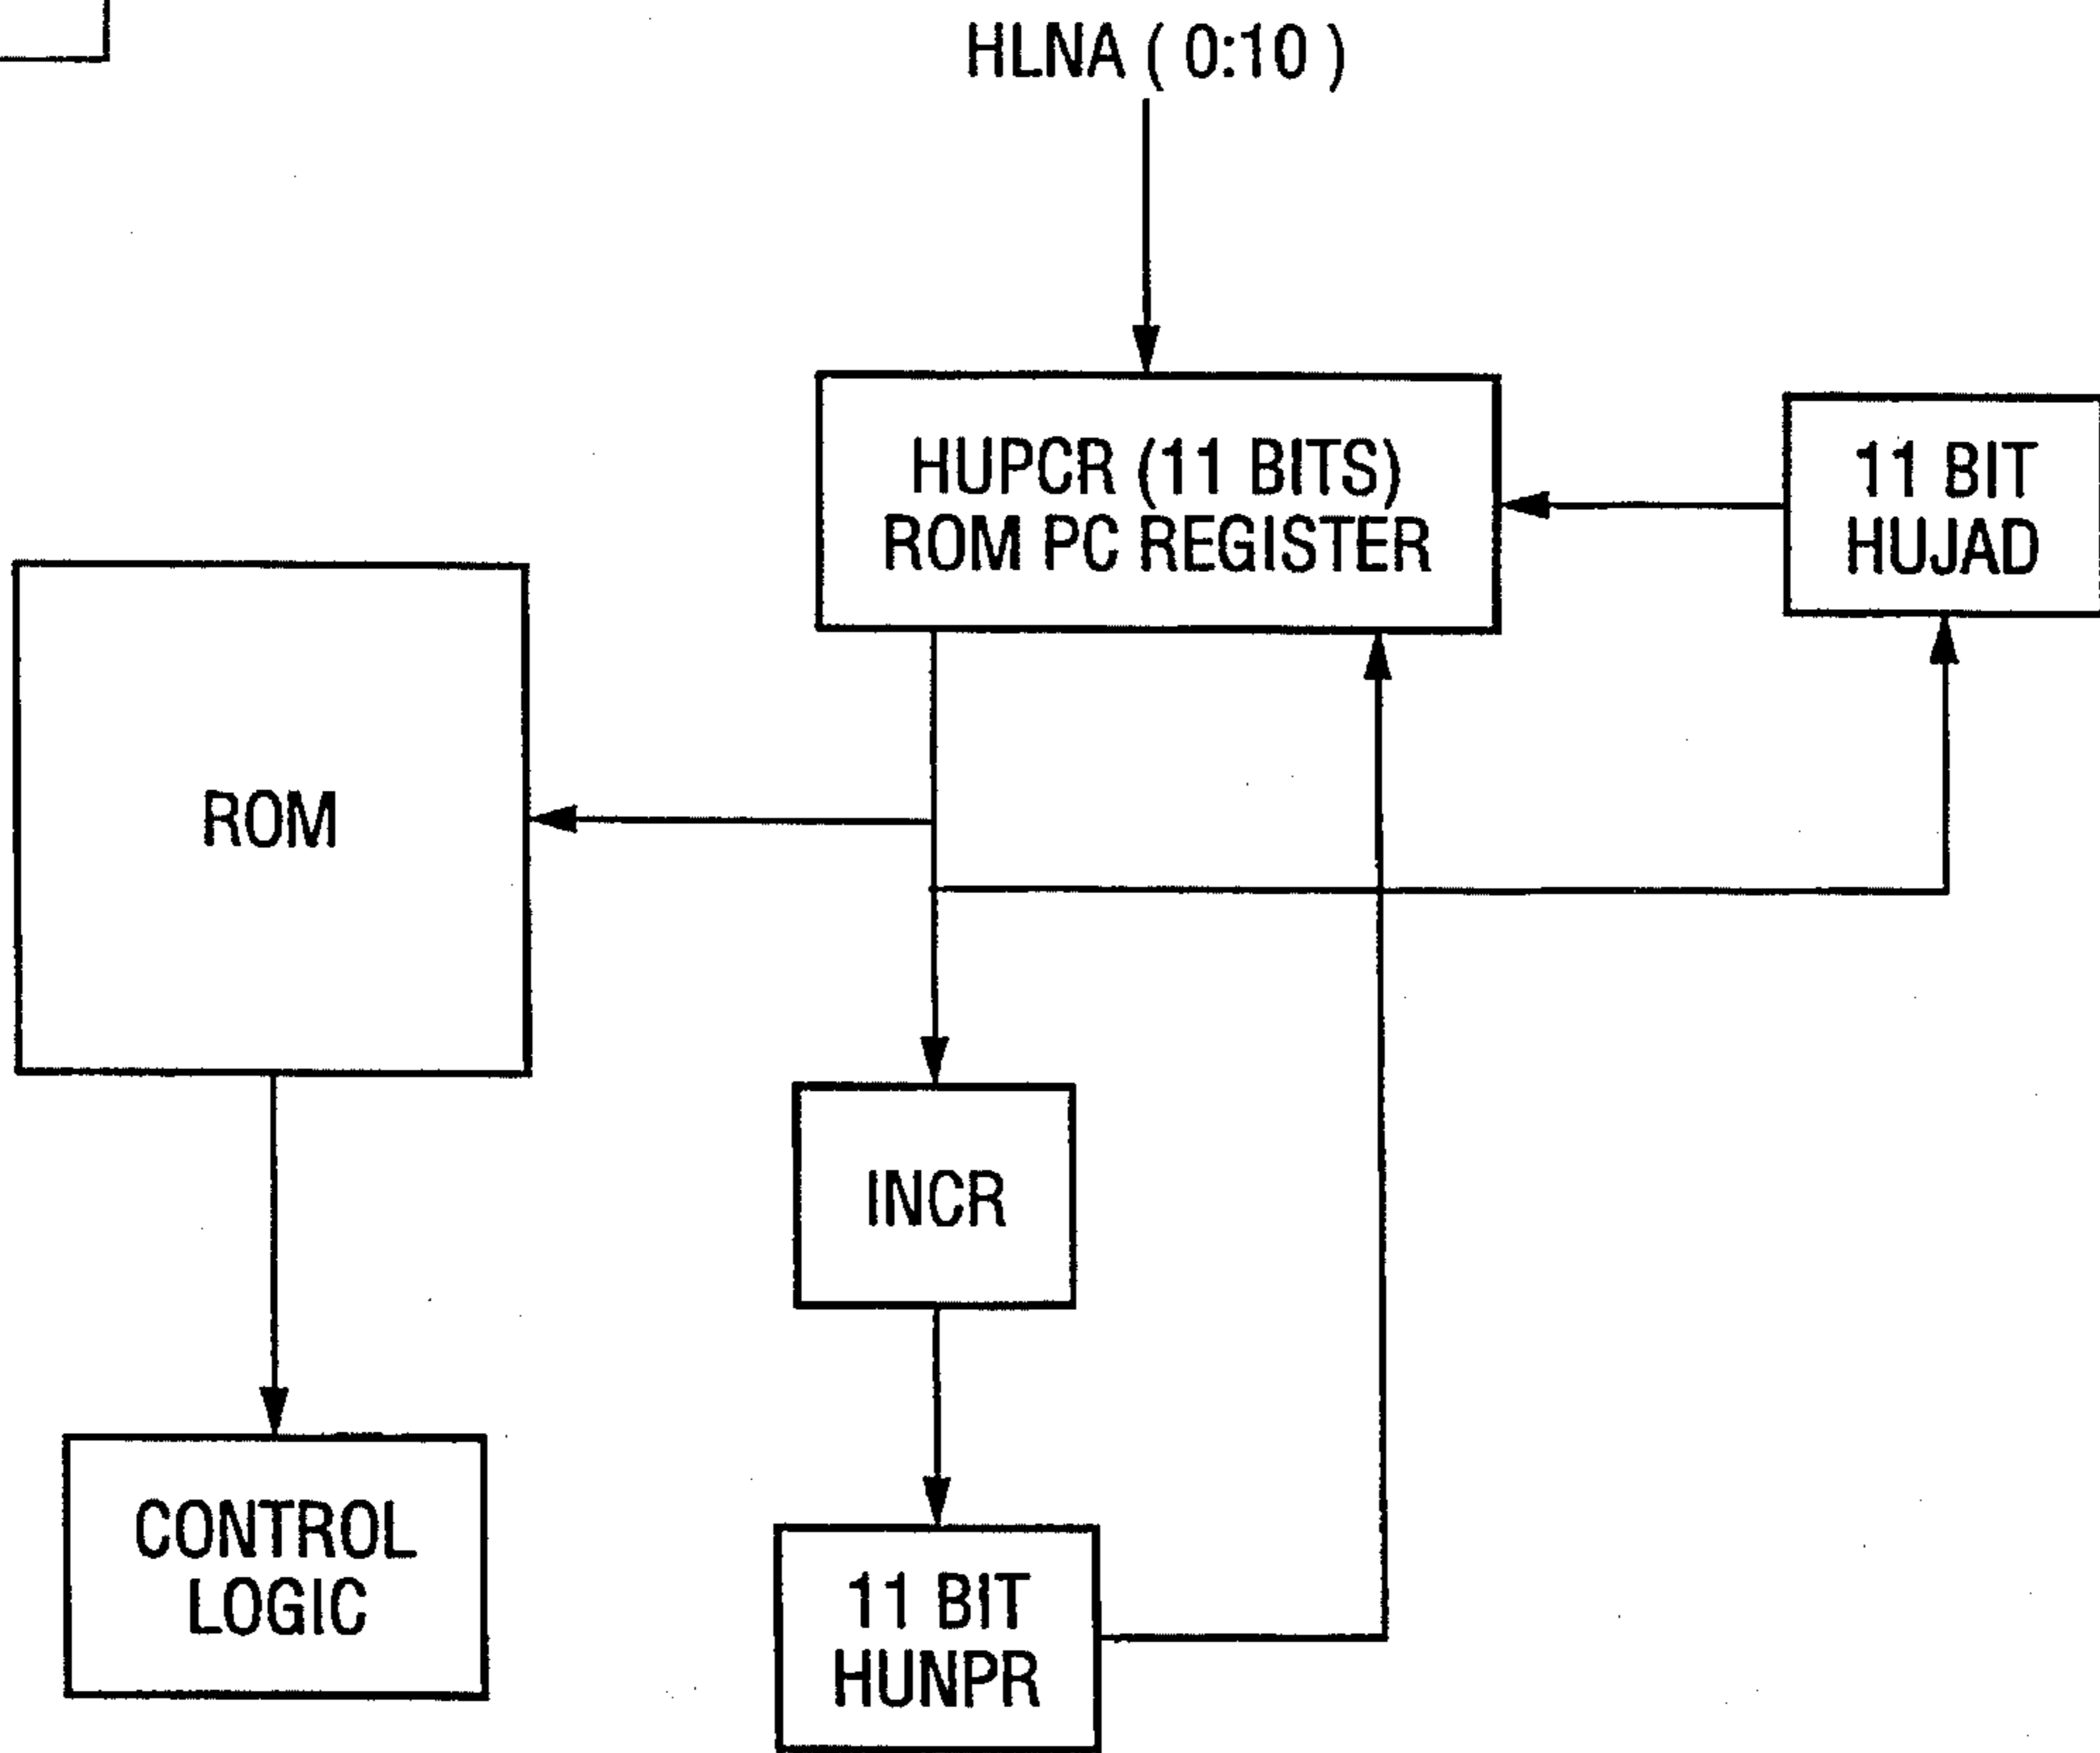 HLNA ( 0:10 )
HUPCR (11 BITS)
ROM PC REGISTER
11 BIT
HUJAD
ROM
INCR
CONTROL
LOGIC
11 BIT
HUNPR